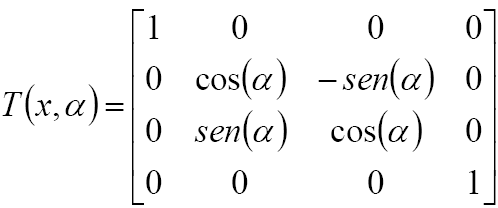 1 0 0 0
T(x,α)= 0 cos(α) −sen(α) 0
0 sen(α) cos(α) 0
0 0 0 1